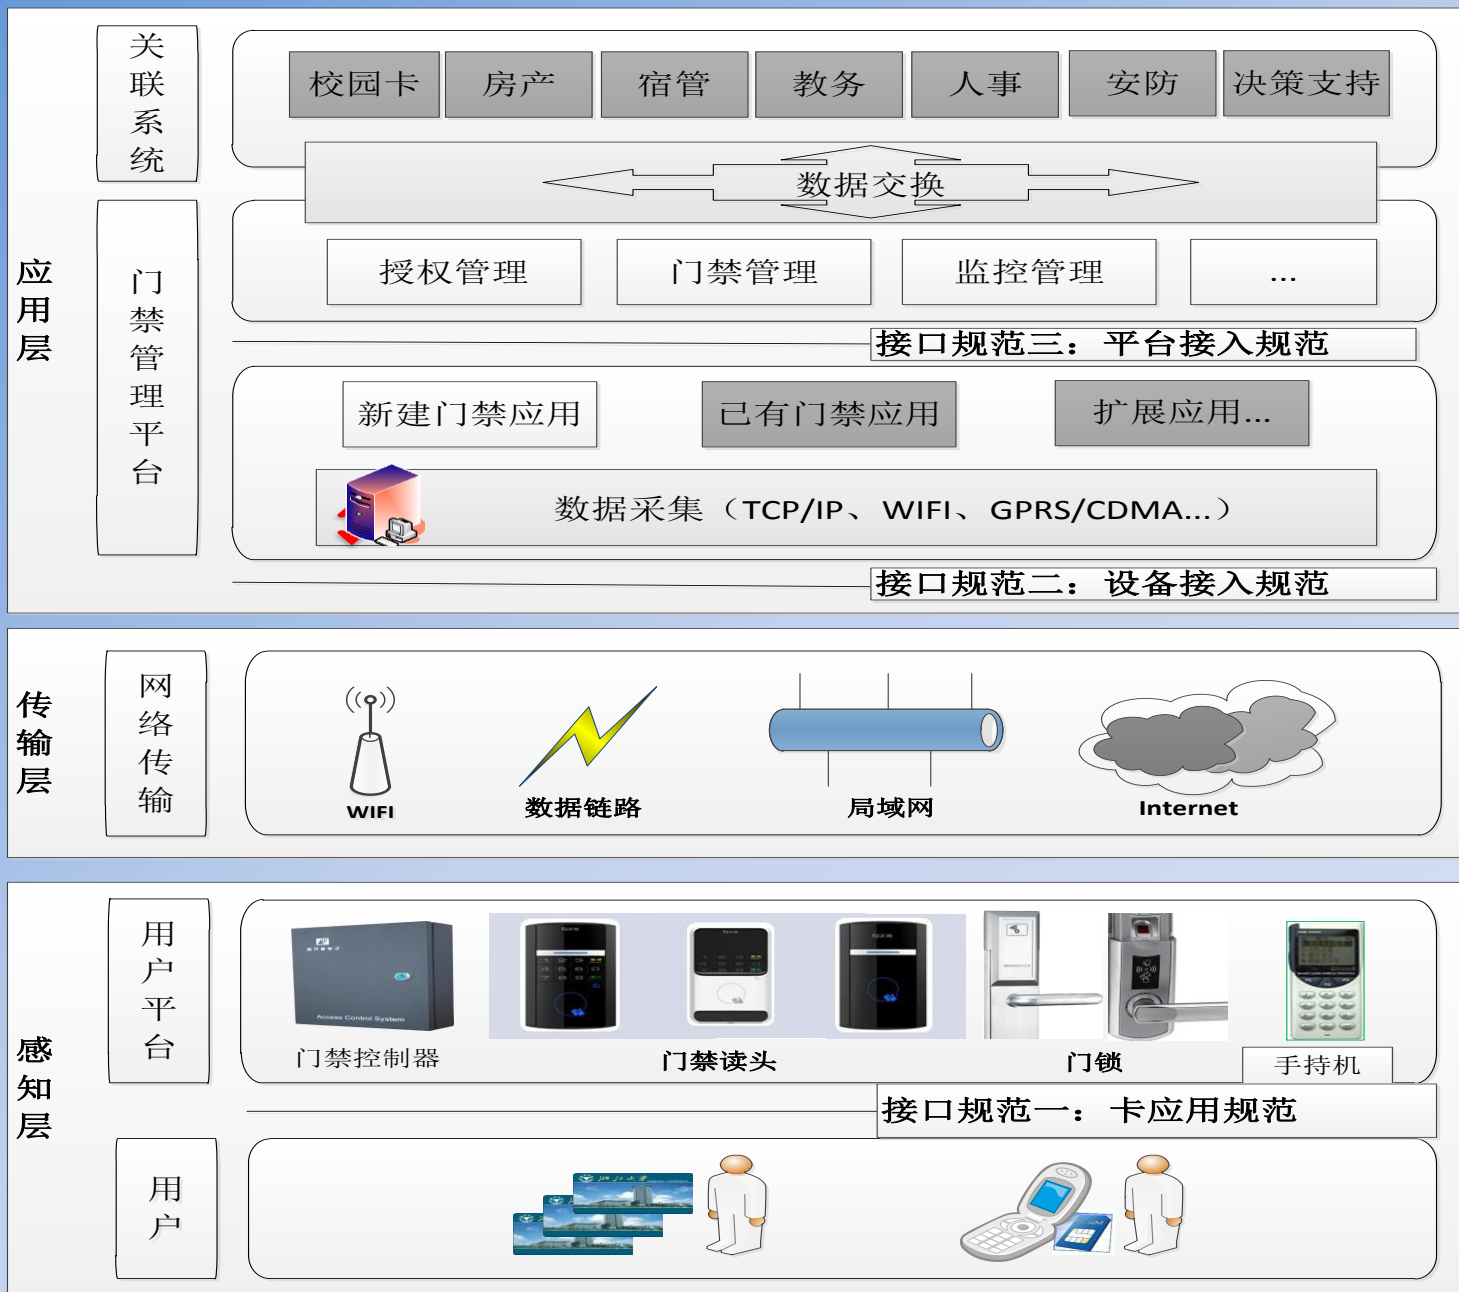 应用层
关联系统
校园卡
房产
宿管
教务
人事
安防
决策支持
数据交换
门禁管理平台
授权管理
门禁管理
监控管理
...
接口规范三：平台接入规范
新建门禁应用
已有门禁应用
扩展应用...
数据采集（TCP/IP、WIFI、GPRS/CDMA...）
接口规范二：设备接入规范
传输层
网络传输
WIFI
数据链路
局域网
Internet
感知层
用户平台
Access Control System
门禁控制器
门禁读头
门锁
手持机
接口规范一：卡应用规范
用户